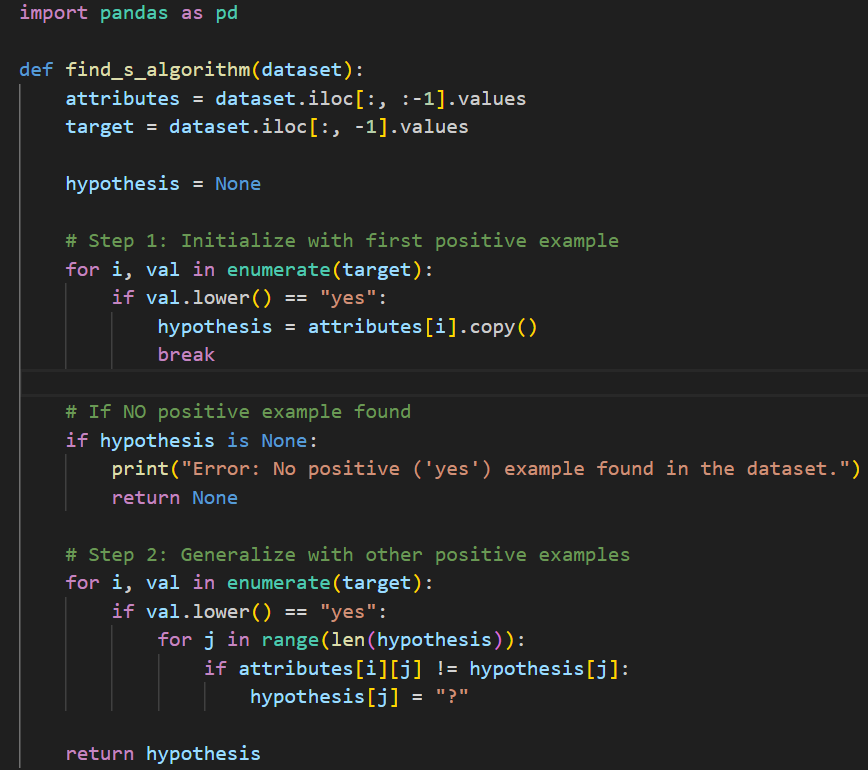 import pandas as pd
def find_s_algorithm(dataset):
    attributes = dataset.iloc[:, :-1].values
    target = dataset.iloc[:, -1].values
    hypothesis = None
    # Step 1: Initialize with first positive example
    for i, val in enumerate(target):
        if val.lower() == "yes":
            hypothesis = attributes[i].copy()
            break
    # If NO positive example found
    if hypothesis is None:
        print("Error: No positive ('yes') example found in the dataset.")
        return None
    # Step 2: Generalize with other positive examples
    for i, val in enumerate(target):
        if val.lower() == "yes":
            for j in range(len(hypothesis)):
                if attributes[i][j] != hypothesis[j]:
                    hypothesis[j] = "?"
    return hypothesis